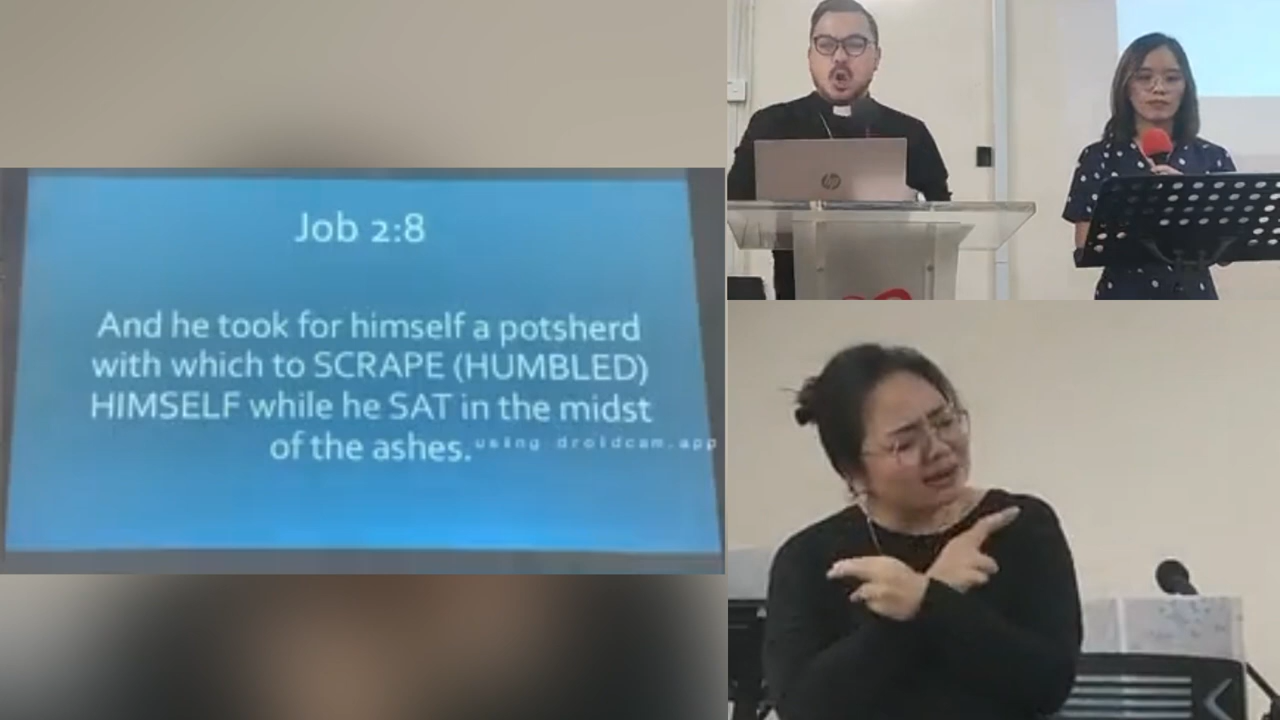 Job 2:8
And he took for himself a potsherd
with which to SCRAPE (HUMBLED)
HIMSELF while he SAT in the midst
of the ashes.
using droidcam.app
hp